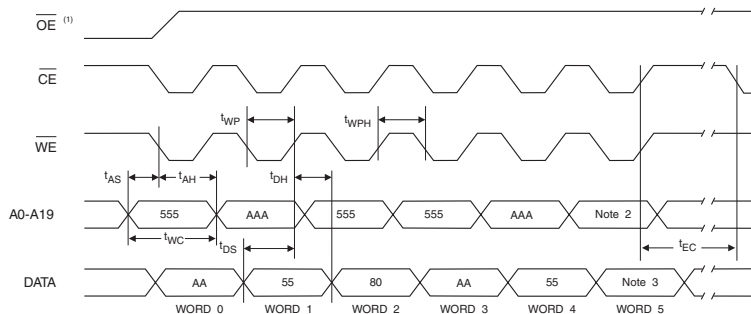 OE (1)
CE
tWP
tWPH
WE
tAS
tAH
tDH
A0-A19
555
AAA
555
555
AAA
Note 2
tWC
tDS
tEC
DATA
AA
55
80
AA
55
Note 3
WORD 0
WORD 1
WORD 2
WORD 3
WORD 4
WORD 5